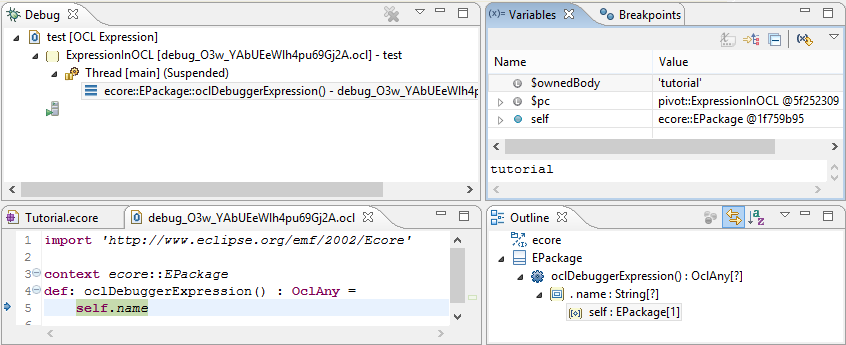 Debug
test [OCL Expression]
ExpressionInOCL [debug_O3w_YAbUEeWIh4pu69Gj2A.ocl] - test
Thread [main] (Suspended)
ecore::EPackage::oclDebuggerExpression() - debug_O3w_YAbUEeWIh4p
(x)= Variables
Breakpoints
Name Value
$ownedBody 'tutorial'
$pc pivot::ExpressionInOCL @5f252309
self ecore::EPackage @1f759b95
tutorial
Tutorial.ecore
debug_O3w_YAbUEeWIh4pu69Gj2A.ocl
1 import 'http://www.eclipse.org/emf/2002/Ecore'
2
3 context ecore::EPackage
4 def: oclDebuggerExpression() : OclAny =
5 self.name
Outline
ecore
EPackage
oclDebuggerExpression() : OclAny[?]
. name : String[?]
self : EPackage[1]